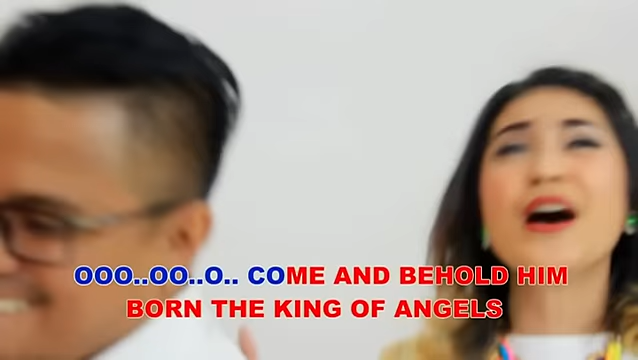 OOO..OO..O.. COME AND BEHOLD HIM
BORN THE KING OF ANGELS